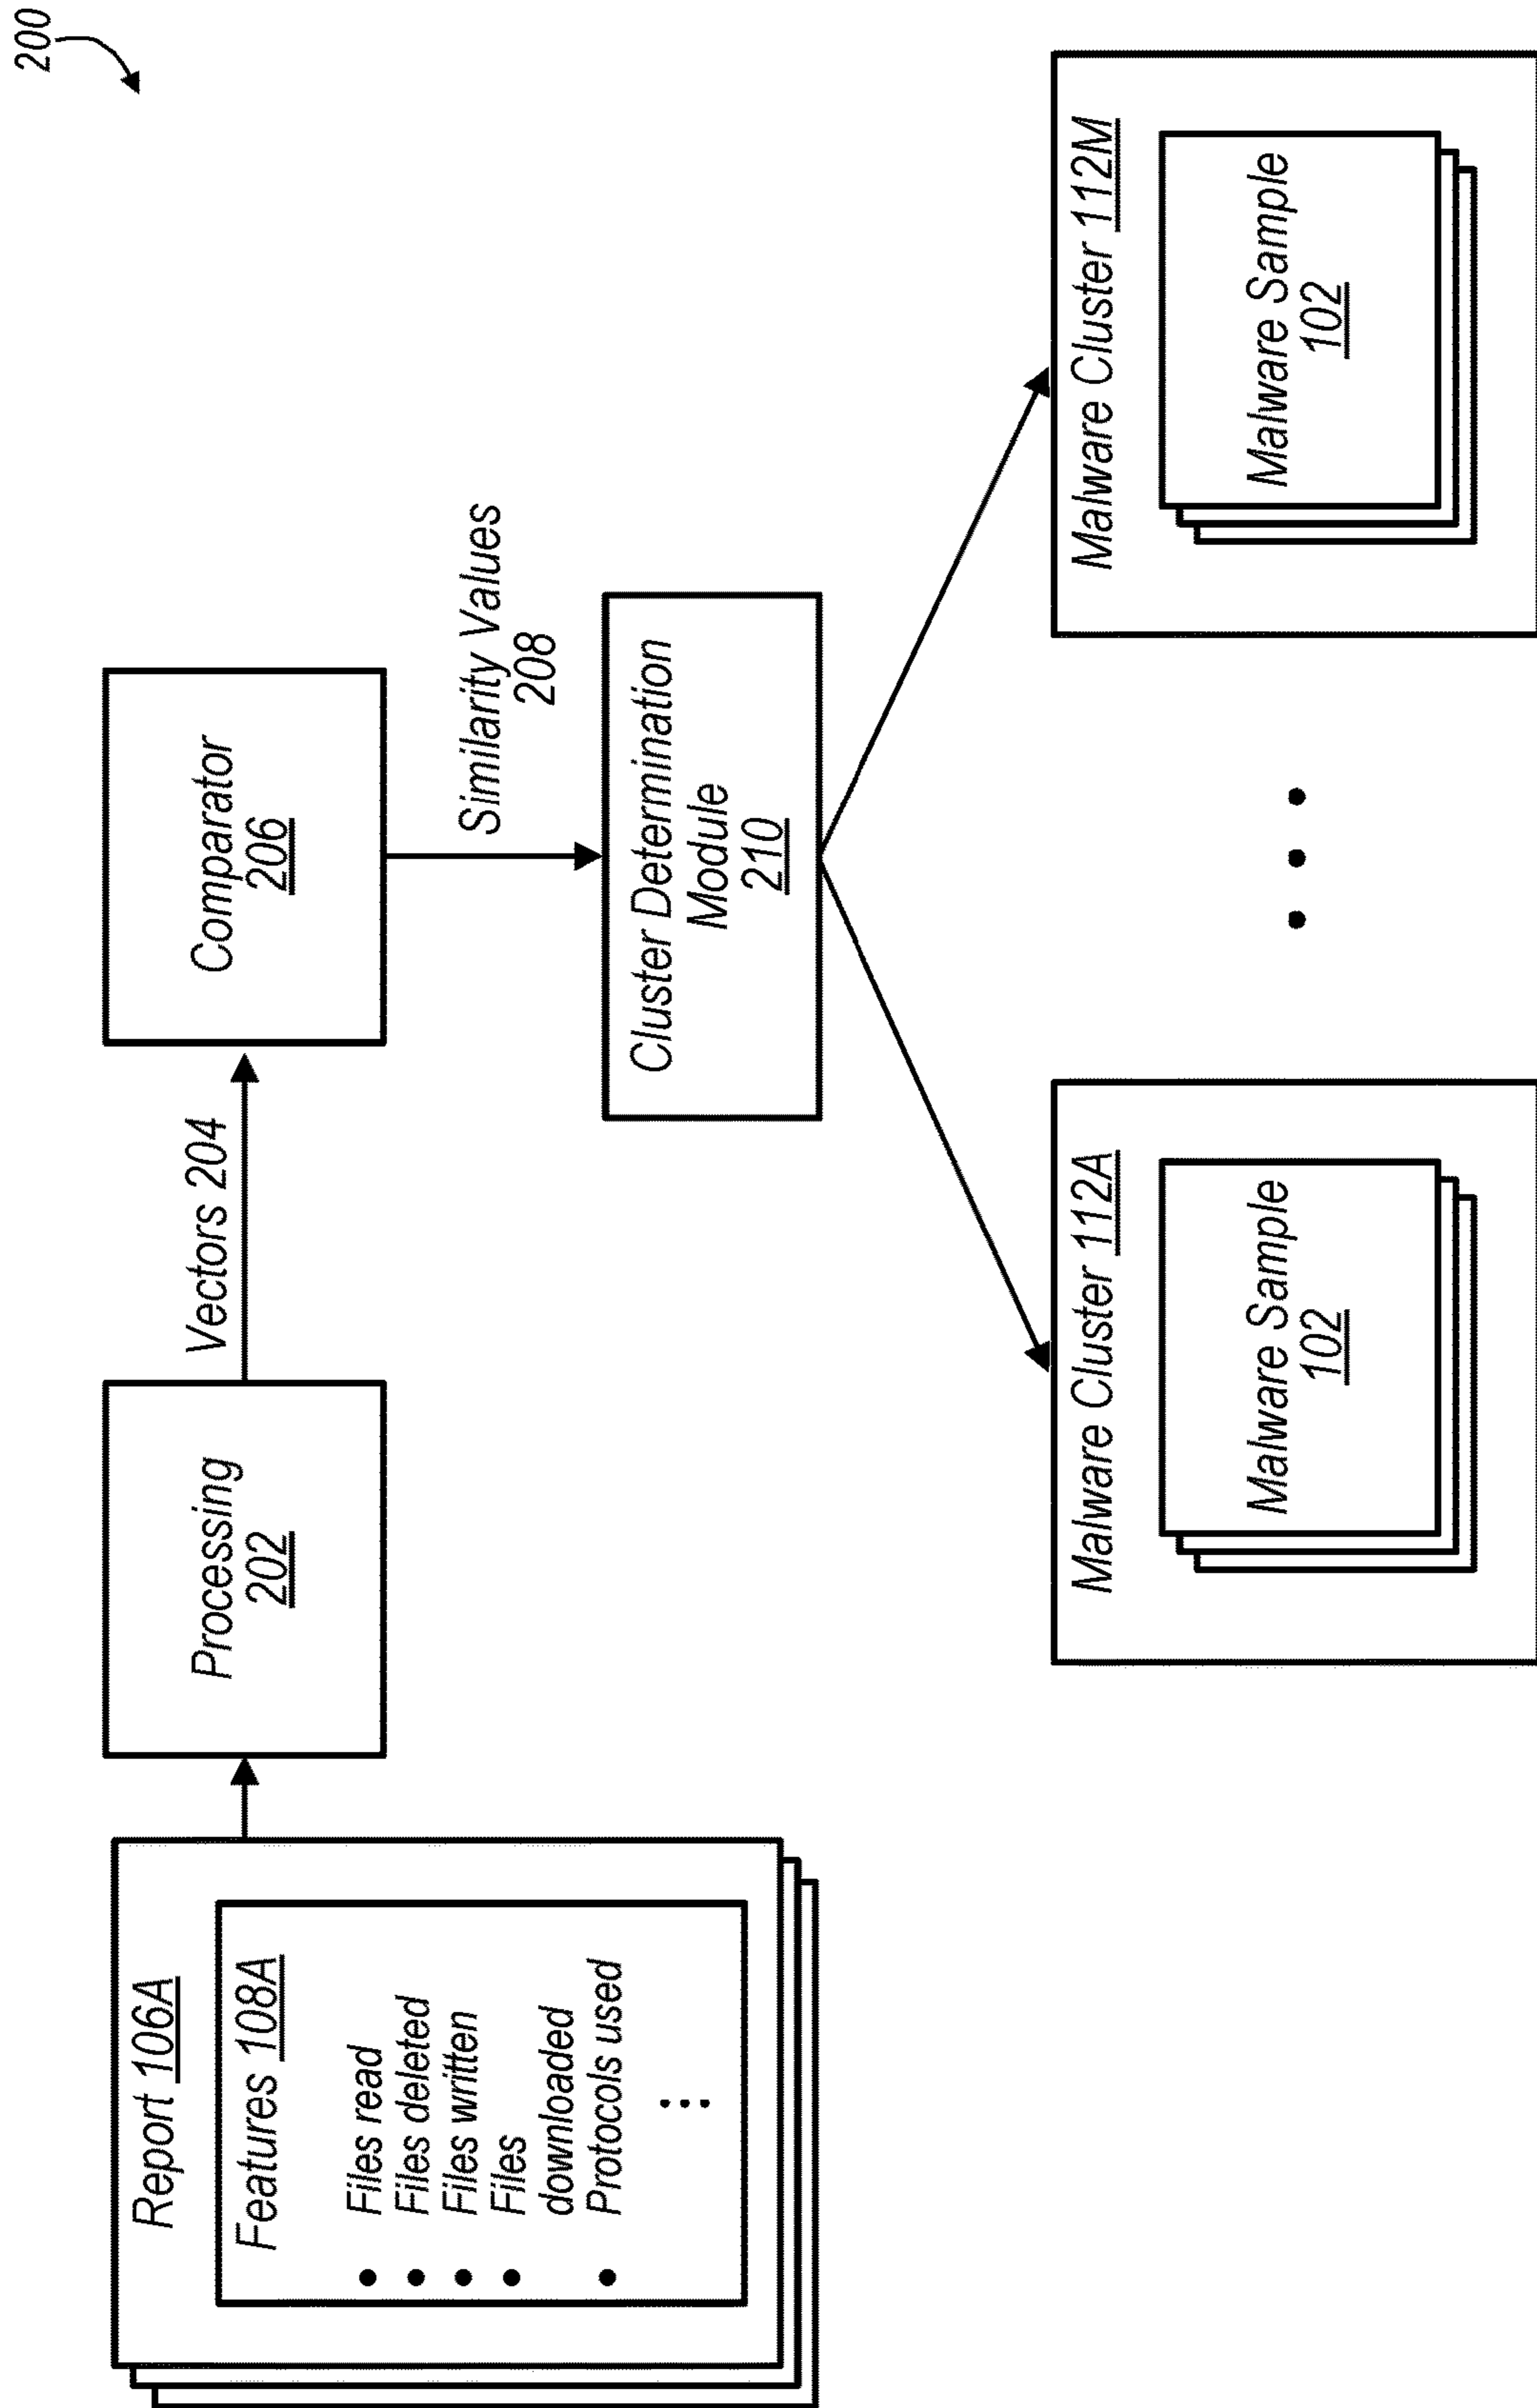 200
Report 106A
Features 108A
• Files read
• Files deleted
• Files written
• Files
downloaded
• Protocols used
Processing
202
Vectors 204
Comparator
206
Similarity Values
208
Cluster Determination
Module
210
Malware Cluster 112A
Malware Sample
102
Malware Cluster 112M
Malware Sample
102